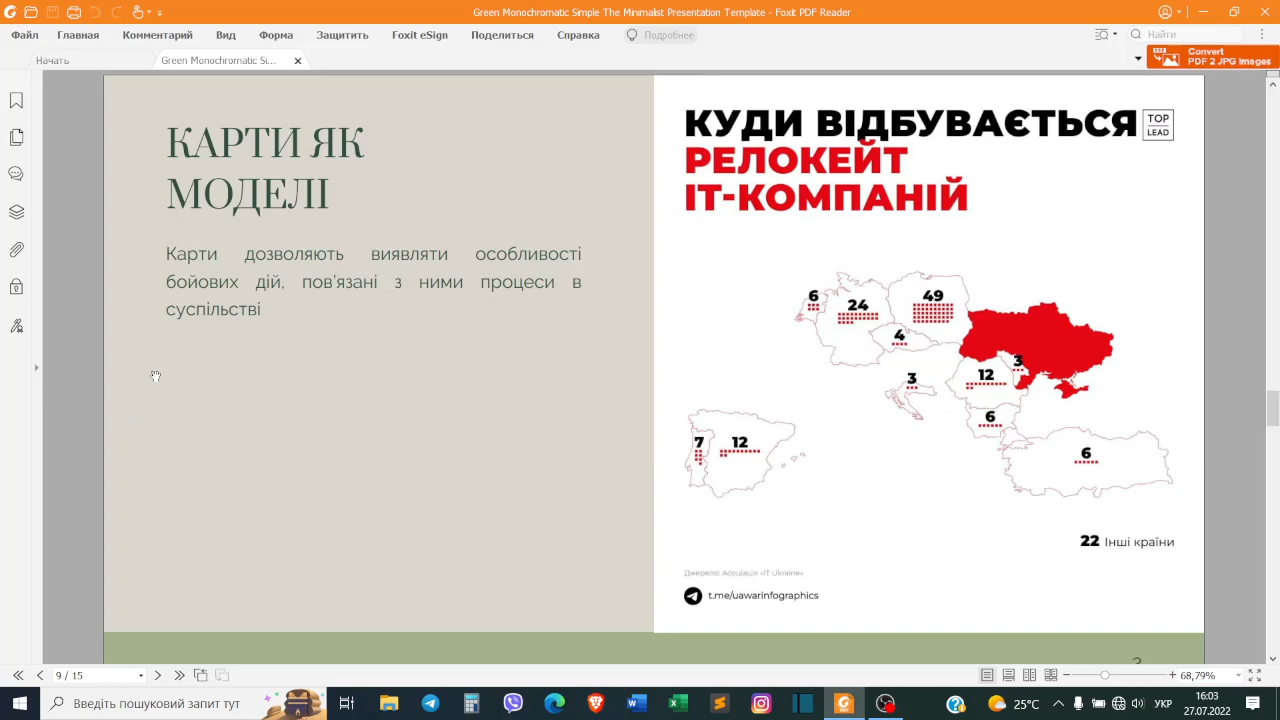 Green Monochromatic Simple The Minimalist Presentation Template - Foxit PDF Reader
Файл Главная Комментарий Вид Форма Защитить Foxit eSign Поделиться Справка Подробнее Найти
Начать Green Monochromatic Si... Convert
PDF 2 JPG Images
КАРТИ ЯК
МОДЕЛІ
Карти дозволяють виявляти особливості
бойових дій, пов'язані з ними процеси в
суспільстві
КУДИ ВІДБУВАЄТЬСЯ
РЕЛОКЕЙТ
ІТ-КОМПАНІЙ
TOP
LEAD
6
24
49
4
3
12
3
6
7
12
6
22 Інші країни
Джерело: Асоціація «IT Ukraine»
t.me/uawarinfographics
9 / 15
68,79%
Введіть пошуковий запит тут
25°C
УКР
16:03
27.07.2022